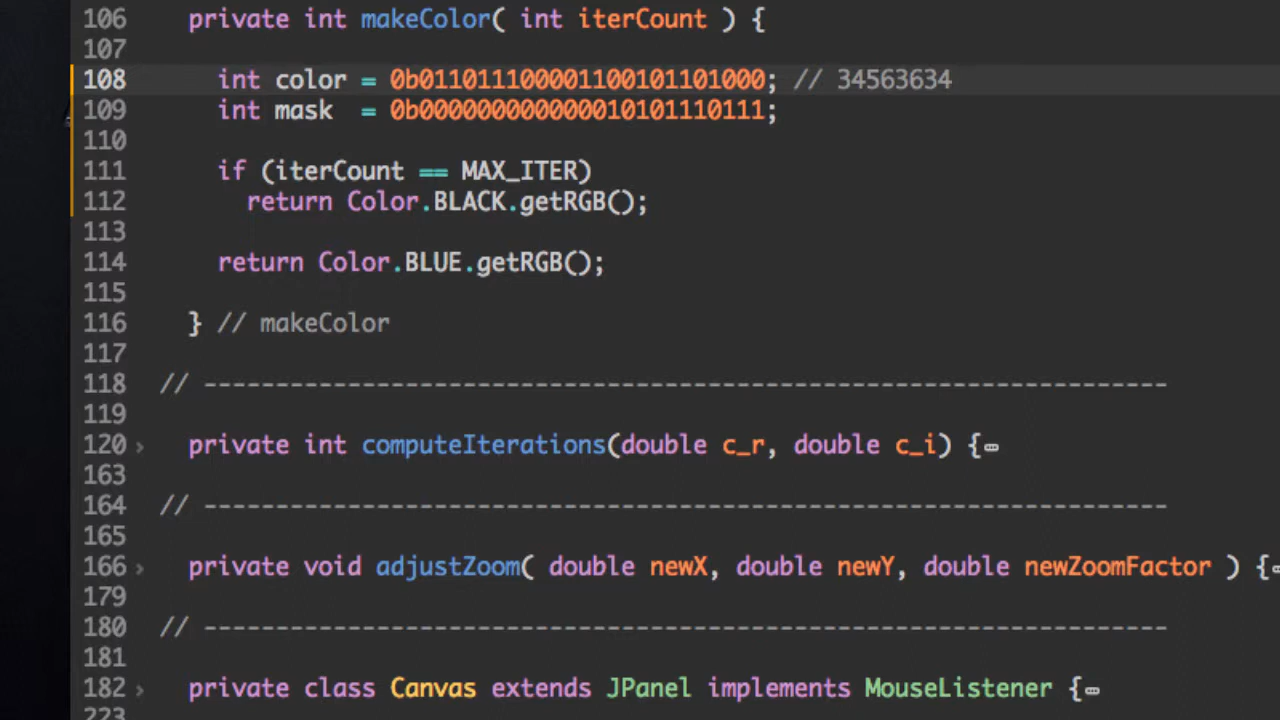 106 private int makeColor( int iterCount ) {
107
108 int color = 0b011011100001100101101000; // 34563634
109 int mask = 0b000000000000010101110111;
110
111 if (iterCount == MAX_ITER)
112 return Color.BLACK.getRGB();
113
114 return Color.BLUE.getRGB();
115
116 } // makeColor
117
118 // -------------------------------------------------------------------
119
120 private int computeIterations(double c_r, double c_i) {
163
164 // -------------------------------------------------------------------
165
166 private void adjustZoom( double newX, double newY, double newZoomFactor ) {
179
180 // -------------------------------------------------------------------
181
182 private class Canvas extends JPanel implements MouseListener {
223